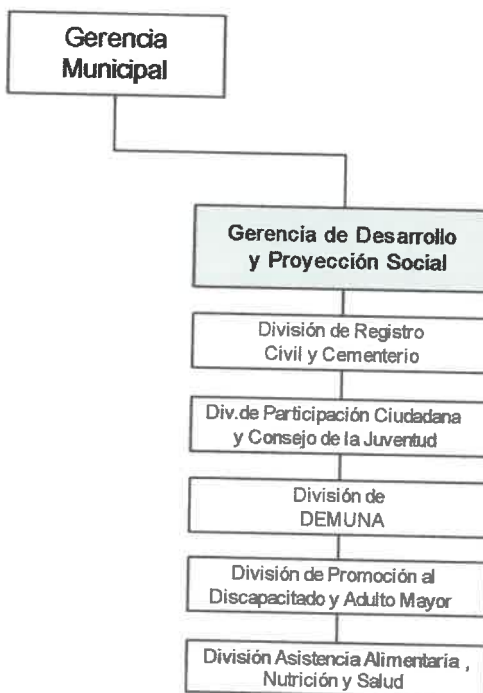 Gerencia
Municipal
Gerencia de Desarrollo
y Proyección Social
División de Registro
Civil y Cementerio
Div.de Participación Ciudadana
y Consejo de la Juventud
División de
DEMUNA
División de Promoción al
Discapacitado y Adulto Mayor
División Asistencia Alimentaria ,
Nutrición y Salud